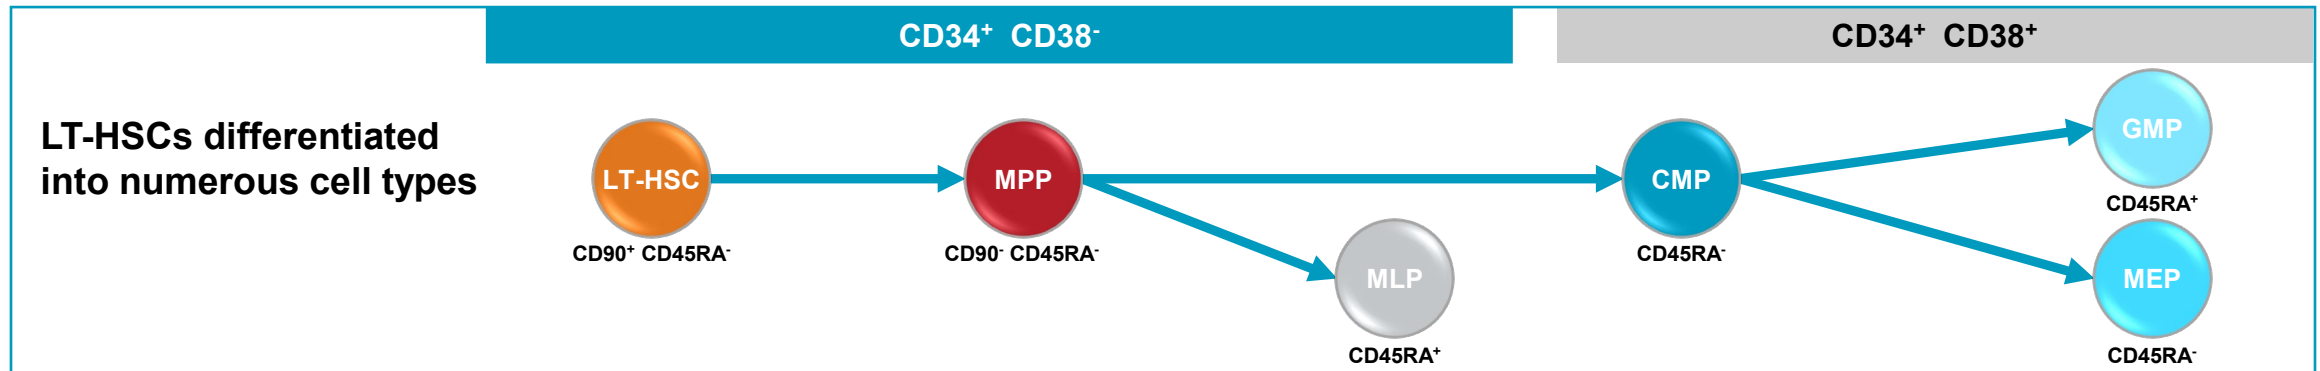 CD34⁺ CD38⁻
CD34⁺ CD38⁺
LT-HSCs differentiated
into numerous cell types
LT-HSC
CD90⁺ CD45RA⁻
MPP
CD90⁻ CD45RA⁻
MLP
CD45RA⁺
CMP
CD45RA⁻
GMP
CD45RA⁺
MEP
CD45RA⁻